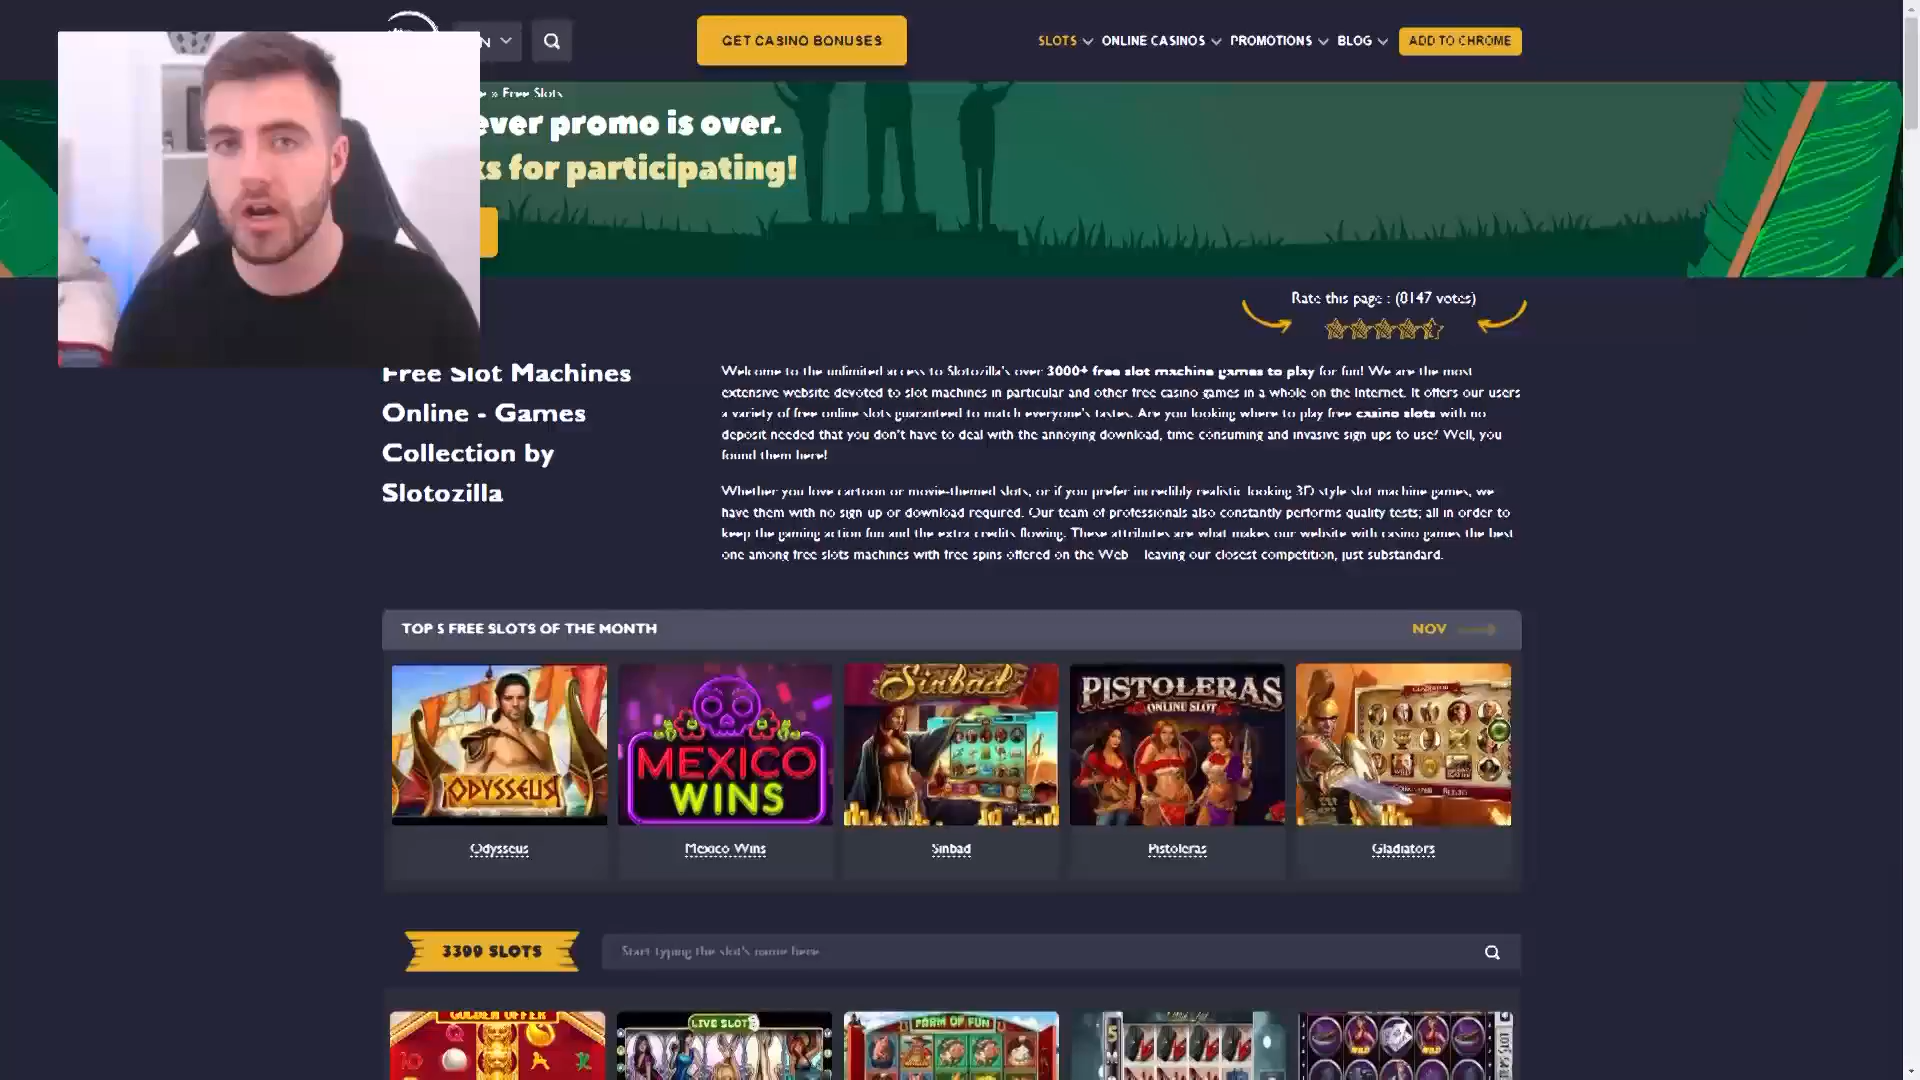 N
GET CASINO BONUSES
SLOTS
ONLINE CASINOS
PROMOTIONS
BLOG
ADD TO CHROME
» Free Slots
ever promo is over.
ks for participating!
Rate this page : (8147 votes)
Free Slot Machines
Online - Games
Collection by
Slotozilla
Welcome to the unlimited access to Slotozilla's over 3000+ free slot machine games to play for fun! We are the most
extensive website devoted to slot machines in particular and other free casino games in a whole on the Internet. It offers our users
a variety of free online slots guaranteed to match everyone's tastes. Are you looking where to play free casino slots with no
deposit needed that you don't have to deal with the annoying download, time consuming and invasive sign ups to use? Well, you
found them here!
Whether you love cartoon or movie-themed slots, or if you prefer incredibly realistic looking 3D style slot machine games, we
have them with no sign up or download required. Our team of professionals also constantly performs quality tests; all in order to
keep the gaming action fun and the extra credits flowing. These attributes are what makes our website with casino games the best
one among free slots machines with free spins offered on the Web leaving our closest competition, just substandard.
TOP 5 FREE SLOTS OF THE MONTH
NOV
ODYSSEUS
MEXICO
WINS
Sinbad
PISTOLERAS
ONLINE SLOT
Odysseus
Mexico Wins
Sinbad
Pistoleras
Gladiators
3399 SLOTS
Start typing the slot's name here
GOLDEN OFFER
LIVE SLOT
FARM OF FUN
5
WILD
WILD